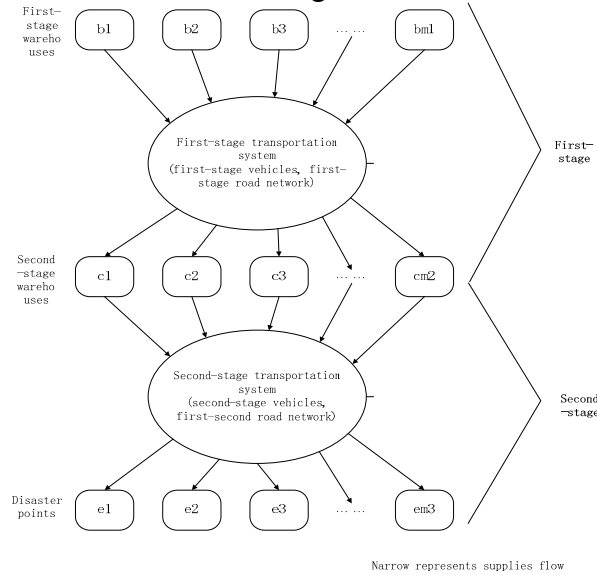 First-
stage
wareho
uses
b1
b2
b3
... ...
bm1
First-stage transportation
system
(first-stage vehicles, first-
stage road network)
First-
stage
Second
-stage
wareho
uses
c1
c2
c3
... ...
cm2
Second-stage transportation
system
(second-stage vehicles,
first-second road network)
Second
-stage
Disaster
points
e1
e2
e3
... ...
em3
Narrow represents supplies flow